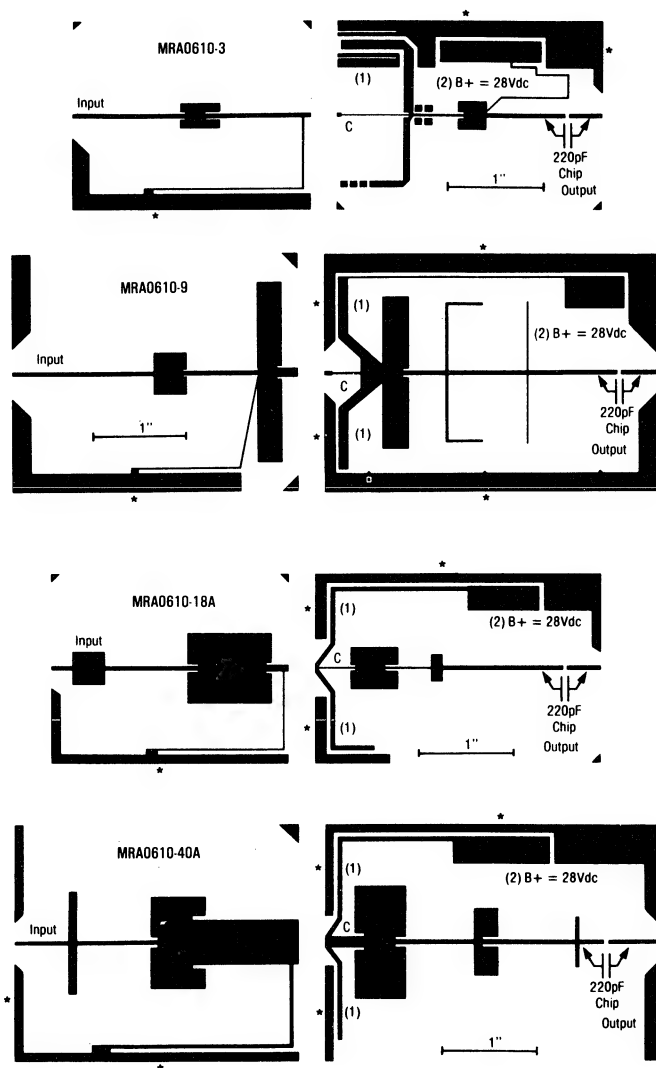 MRA0610-3
Input
*
*
*
(1)
(2) B+ = 28Vdc
C
220pF
Chip
Output
1"
MRA0610-9
Input
1"
*
*
*
(1)
(2) B+ = 28Vdc
C
220pF
Chip
Output
*
(1)
*
MRA0610-18A
Input
*
*
*
(1)
(2) B+ = 28Vdc
C
220pF
Chip
Output
*
(1)
1"
MRA0610-40A
Input
*
*
*
*
(1)
(2) B+ = 28Vdc
C
220pF
Chip
Output
*
(1)
1"